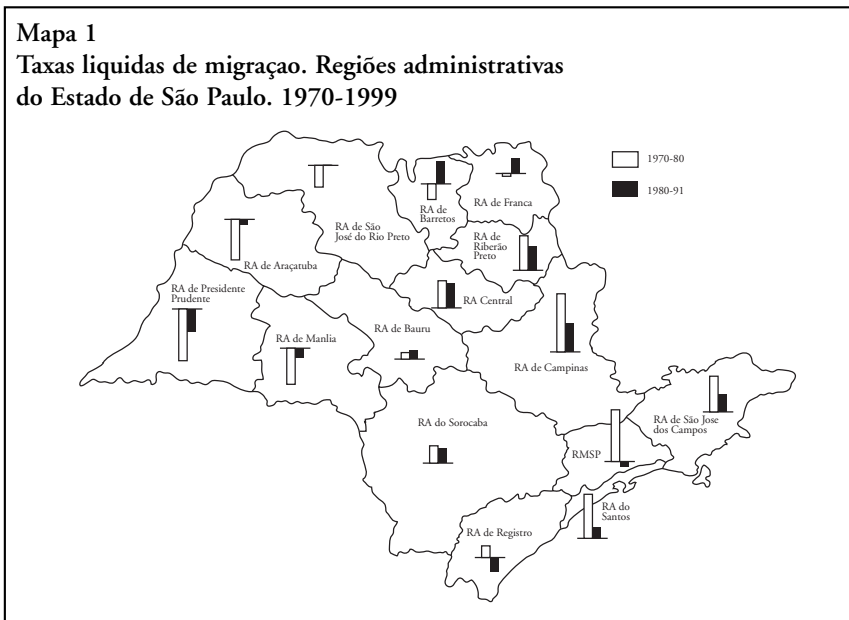 Mapa 1
Taxas liquidas de migraçao. Regiões administrativas
do Estado de São Paulo. 1970-1999
1970-80
1980-91
RA de
Barretos
RA de Franca
RA de São
José do Rio Preto
RA de
Riberão
Preto
RA de Araçatuba
RA de Presidente
Prudente
RA Central
RA de Bauru
RA de Manlia
RA de Campinas
RA de São Jose
dos Campos
RA do Sorocaba
RMSP
RA do
Santos
RA de Registro